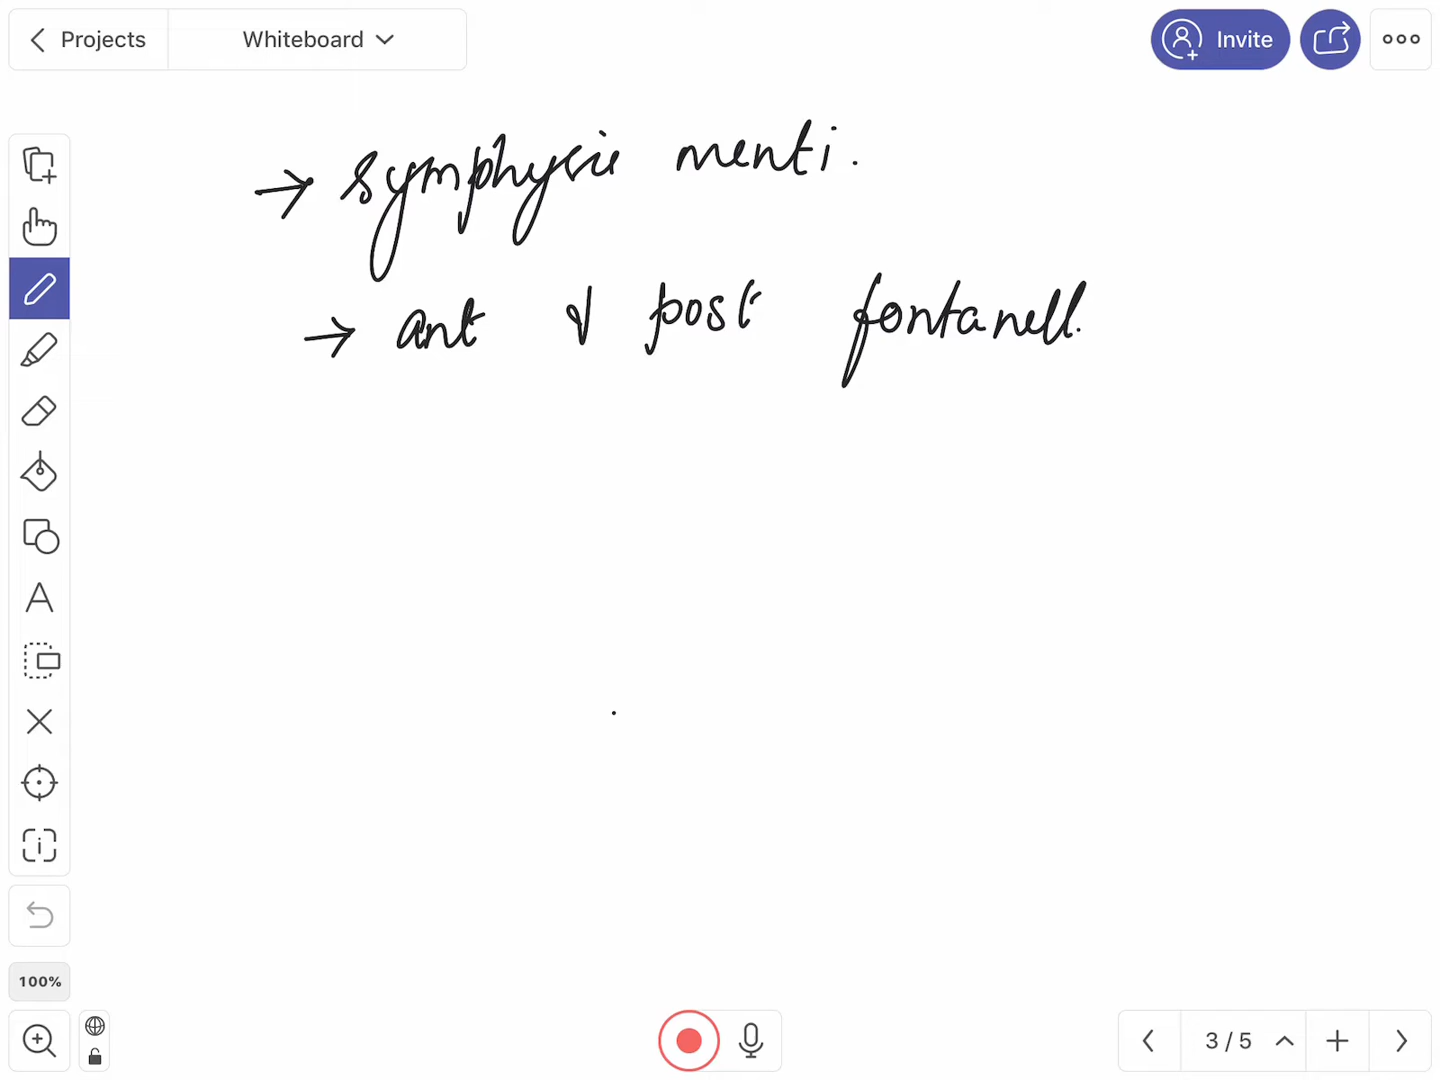 Projects
Whiteboard
Invite
→ symphysis menti.
→ ant & post fontanell.
A
100%
3 / 5